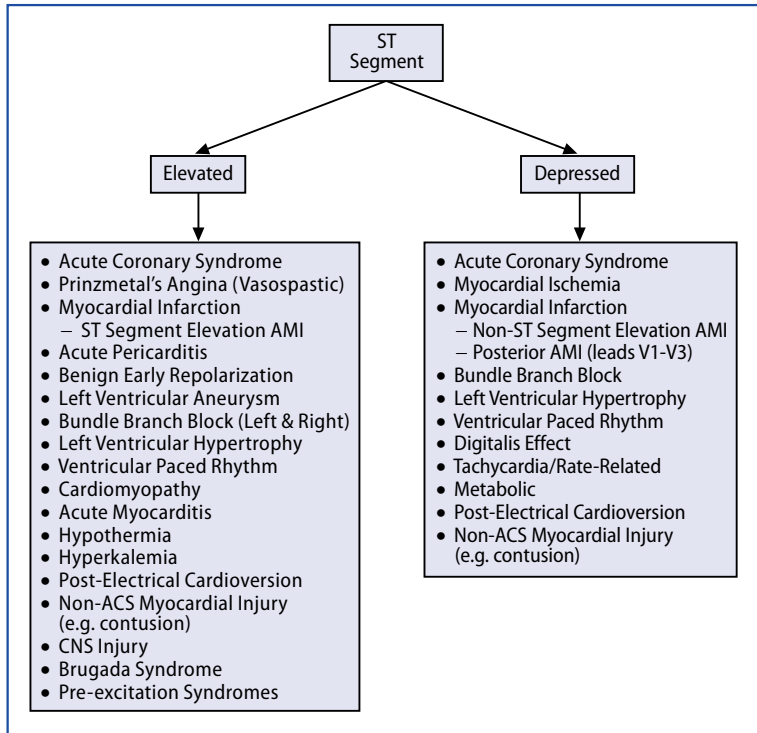 ST
Segment
Elevated
Depressed
• Acute Coronary Syndrome
• Prinzmetal's Angina (Vasospastic)
• Myocardial Infarction
– ST Segment Elevation AMI
• Acute Pericarditis
• Benign Early Repolarization
• Left Ventricular Aneurysm
• Bundle Branch Block (Left & Right)
• Left Ventricular Hypertrophy
• Ventricular Paced Rhythm
• Cardiomyopathy
• Acute Myocarditis
• Hypothermia
• Hyperkalemia
• Post-Electrical Cardioversion
• Non-ACS Myocardial Injury
(e.g. contusion)
• CNS Injury
• Brugada Syndrome
• Pre-excitation Syndromes
• Acute Coronary Syndrome
• Myocardial Ischemia
• Myocardial Infarction
– Non-ST Segment Elevation AMI
– Posterior AMI (leads V1-V3)
• Bundle Branch Block
• Left Ventricular Hypertrophy
• Ventricular Paced Rhythm
• Digitalis Effect
• Tachycardia/Rate-Related
• Metabolic
• Post-Electrical Cardioversion
• Non-ACS Myocardial Injury
(e.g. contusion)